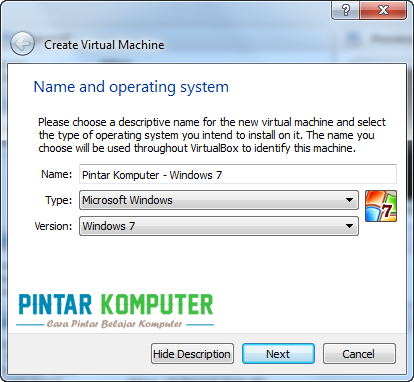 Create Virtual Machine
Name and operating system
Please choose a descriptive name for the new virtual machine and select
the type of operating system you intend to install on it. The name you
choose will be used throughout VirtualBox to identify this machine.
Name: Pintar Komputer - Windows 7
Type: Microsoft Windows
7
Version: Windows 7
PINTAR KOMPUTER
Cara Pintar Belajar Komputer
Hide Description Next Cancel